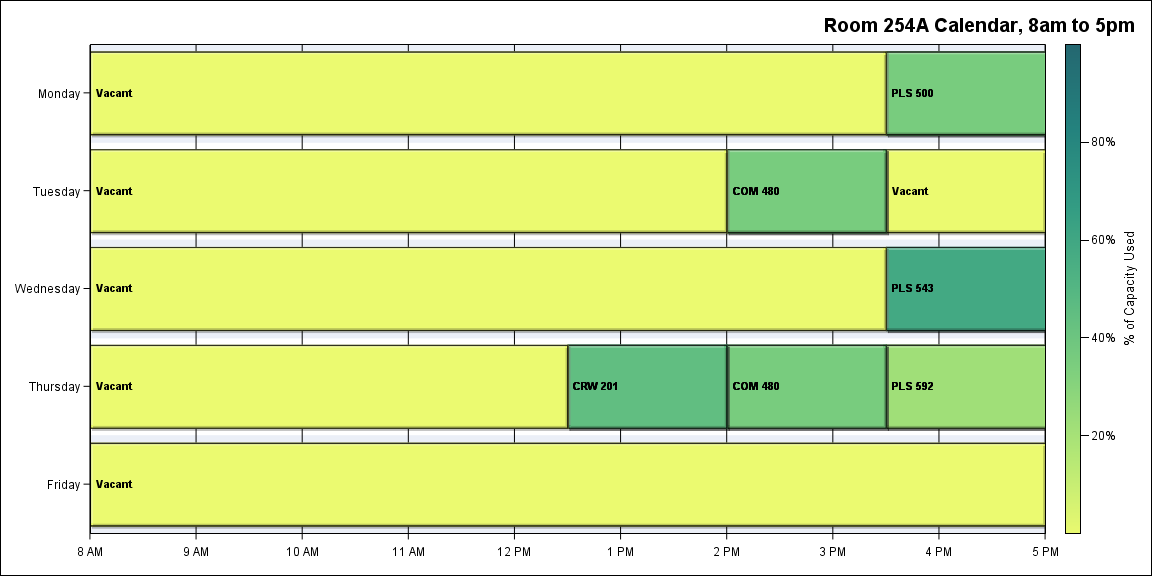 Room 254A Calendar, 8am to 5pm
Monday
Vacant
PLS 500
Tuesday
Vacant
COM 480
Vacant
Wednesday
Vacant
PLS 543
Thursday
Vacant
CRW 201
COM 480
PLS 592
Friday
Vacant
8 AM
9 AM
10 AM
11 AM
12 PM
1 PM
2 PM
3 PM
4 PM
5 PM
80%
60%
40%
20%
% of Capacity Used